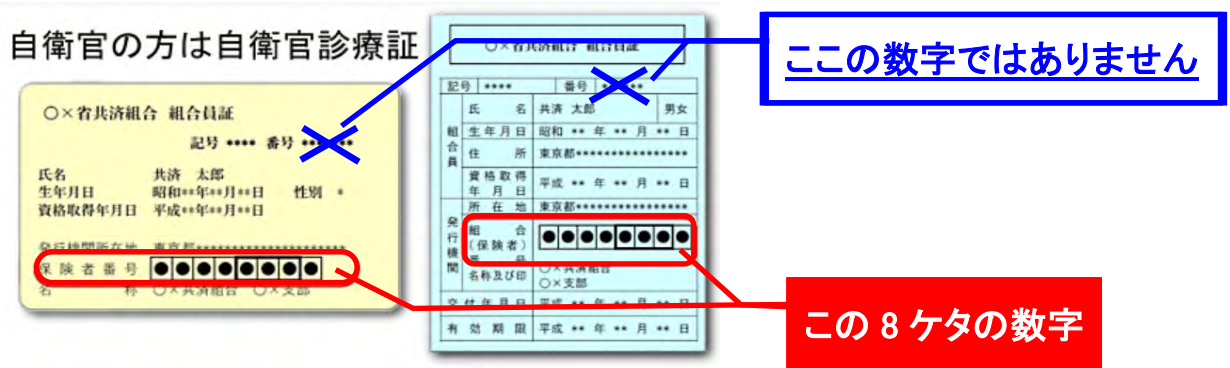 自衛官の方は自衛官診療証
○×省共済組合 組合員証
記号 **** 番号
氏名 共済 太郎
生年月日 昭和**年**月**日 性別 *
資格取得年月日 平成**年**月**日
発行機関所在地 東京都********************
保険者番号 ●●●●●●●●
名称 ○×共済組合 ○×支部
○×省共済組合 組合員証
記号 **** 番号
組合員
氏名 共済 太郎 男女
生年月日 昭和 ** 年 ** 月 ** 日
住所 東京都*****************
資格取得年月日 平成 ** 年 ** 月 ** 日
発行機関
所在地 東京都*****************
組合(保険者)番号 ●●●●●●●●
名称及び印 ○×共済組合
○×支部
交付年月日 平成 ** 年 ** 月 ** 日
有効期限 平成 ** 年 ** 月 ** 日
ここの数字ではありません
この 8 ケタの数字